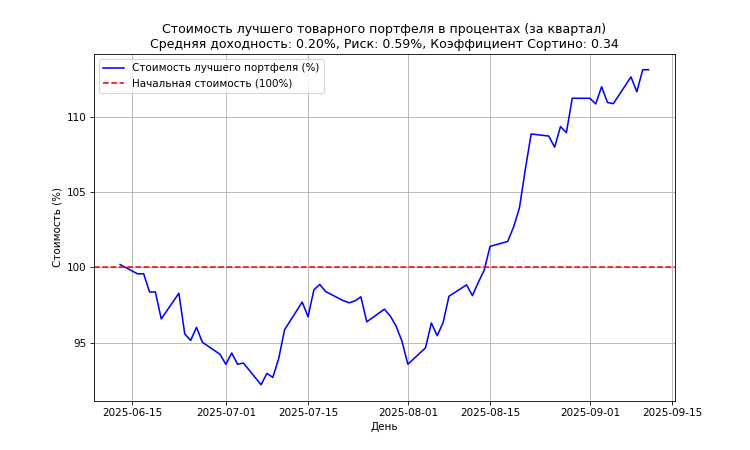 Стоимость лучшего товарного портфеля в процентах (за квартал)
Средняя доходность: 0.20%, Риск: 0.59%, Коэффициент Сортино: 0.34
Стоимость лучшего портфеля (%)
Начальная стоимость (100%)
Стоимость (%)
110
105
100
95
2025-06-15 2025-07-01 2025-07-15 2025-08-01 2025-08-15 2025-09-01 2025-09-15
День